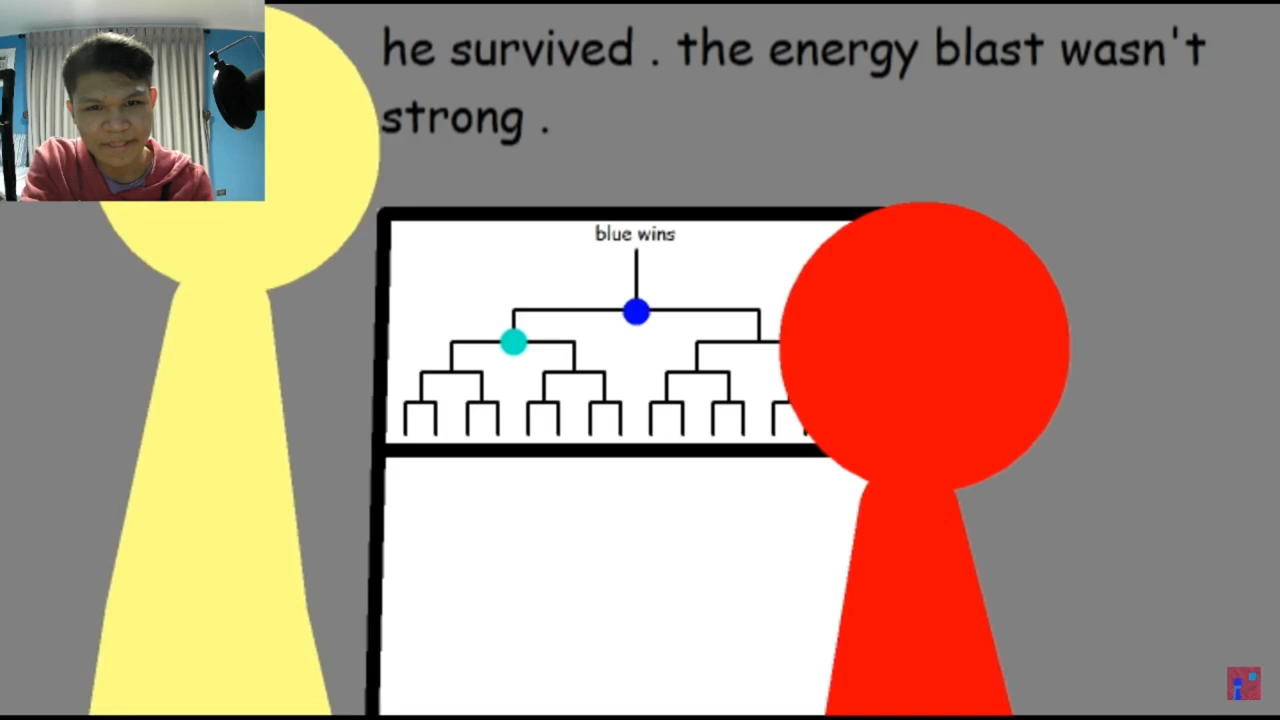 he survived . the energy blast wasn't
strong .
blue wins